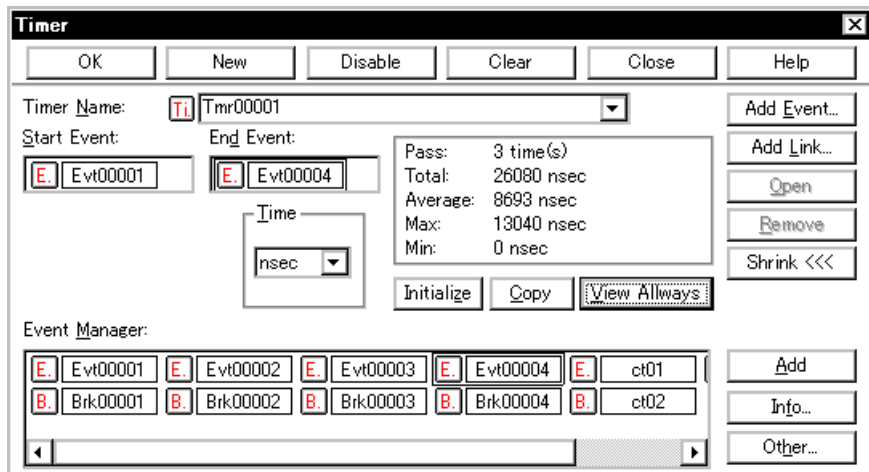 Timer
OK New Disable Clear Close Help
Timer Name: Ti. Tmr00001 Add Event...
Start Event: End Event: Add Link...
E. Evt00001 E. Evt00004
Pass: 3 time(s)
Total: 26080 nsec
Average: 8693 nsec
Max: 13040 nsec
Min: 0 nsec
Open
Remove
Shrink <<<
Time
nsec
Initialize Copy View Allways
Event Manager:
E. Evt00001 E. Evt00002 E. Evt00003 E. Evt00004 E. ct01
B. Brk00001 B. Brk00002 B. Brk00003 B. Brk00004 B. ct02
Add
Info...
Other...